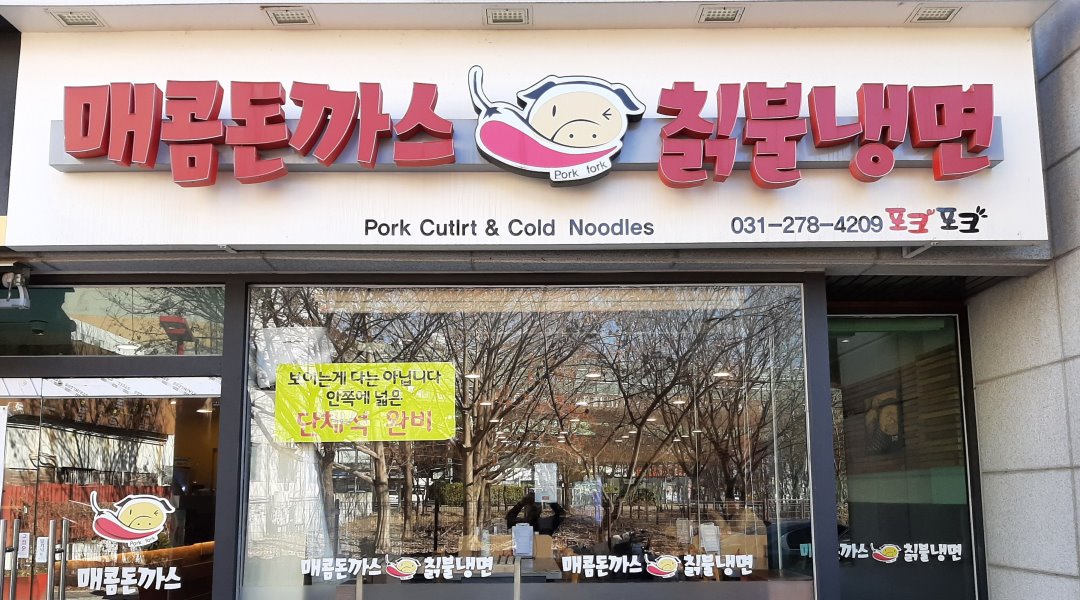 매콤돈까스 Pork tork 칡불냉면
Pork Cutlrt & Cold Noodles 031-278-4209 포크 포크
보이는게 다는 아닙니다
안쪽에 넓은
단체석 완비
Pork tork
매콤돈까스
매콤돈까스 칡불냉면
매콤돈까스 칡불냉면
매콤돈까스 칡불냉면